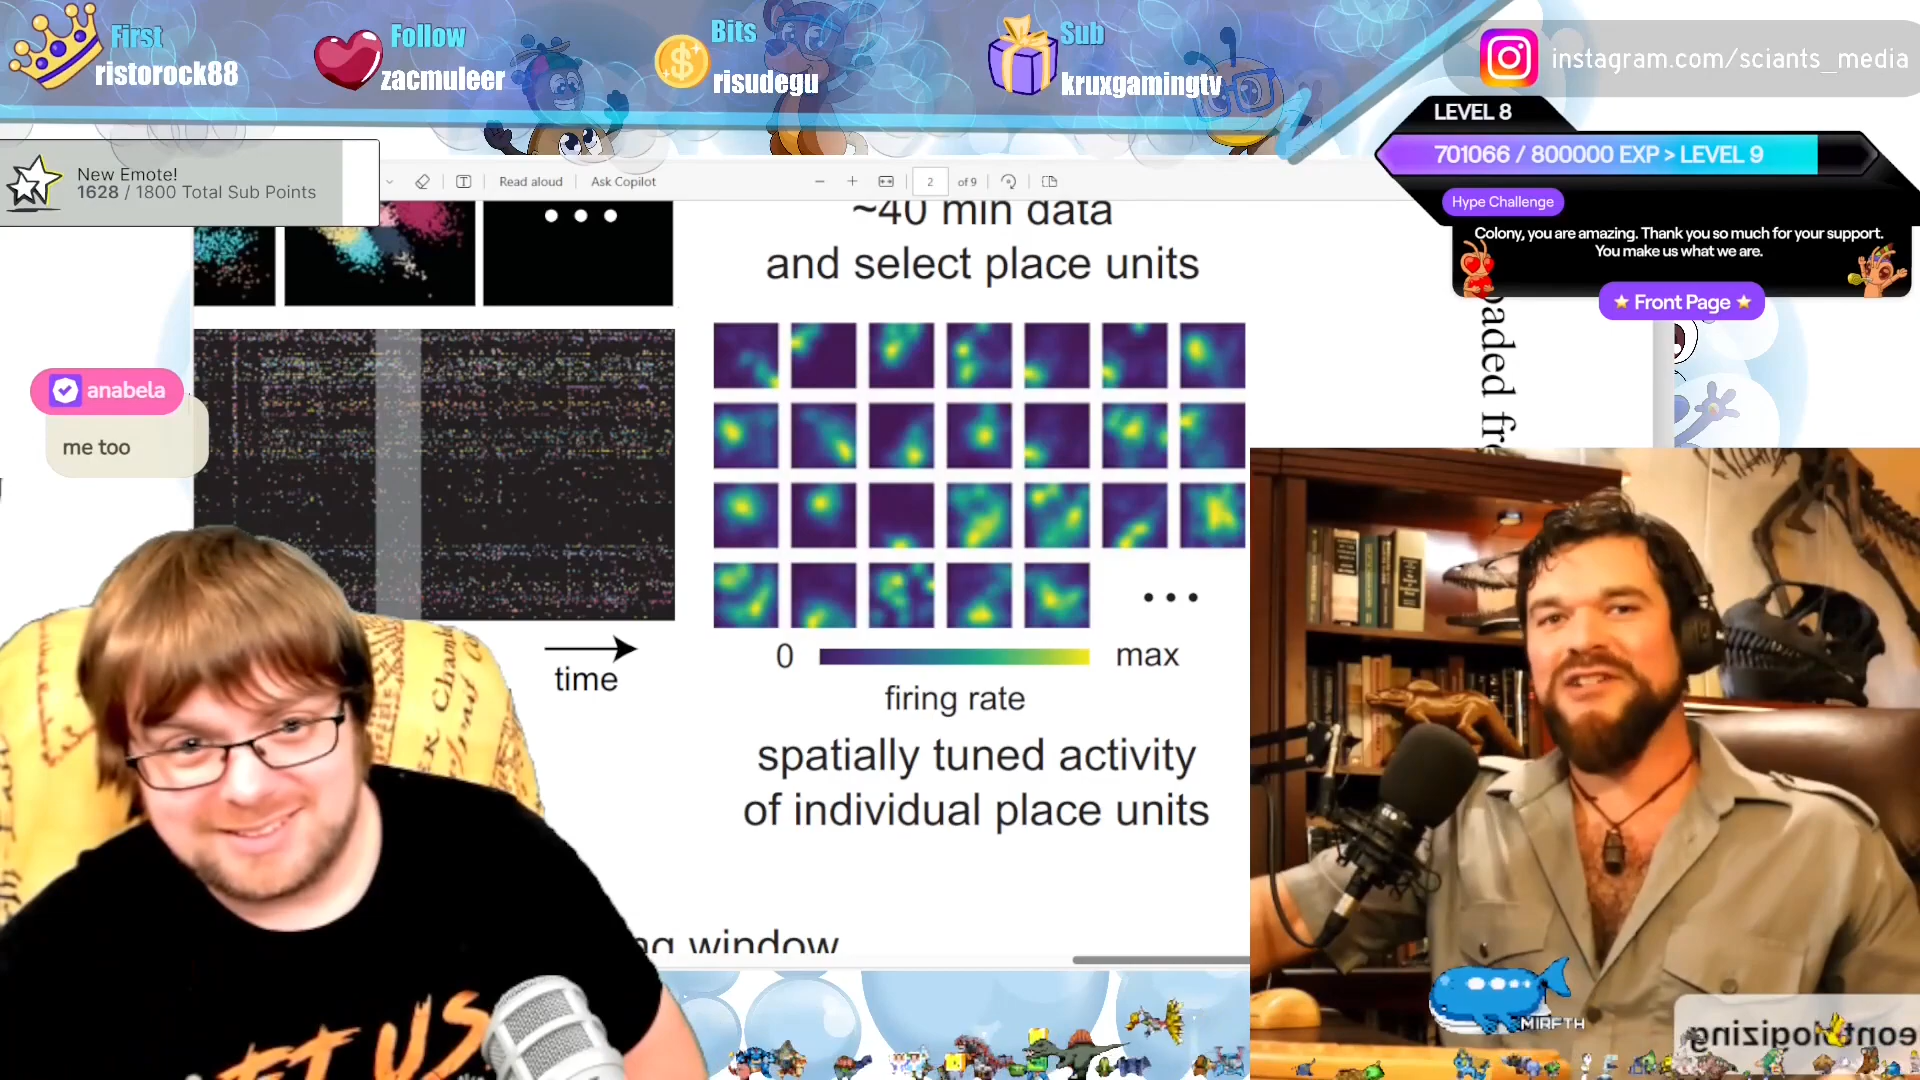 First
ristorock88
Follow
zacmuleer
Bits
risudegu
Sub
kruxgamingtv
instagram.com/sciants_media
LEVEL 8
701066 / 800000 EXP > LEVEL 9
Hype Challenge
Colony, you are amazing. Thank you so much for your support.
You make us what we are.
Front Page
New Emote!
1628 / 1800 Total Sub Points
Read aloud
Ask Copilot
2
of 9
~40 min data
and select place units
anabela
me too
0
max
time
firing rate
spatially tuned activity
of individual place units
window
MIRFTH